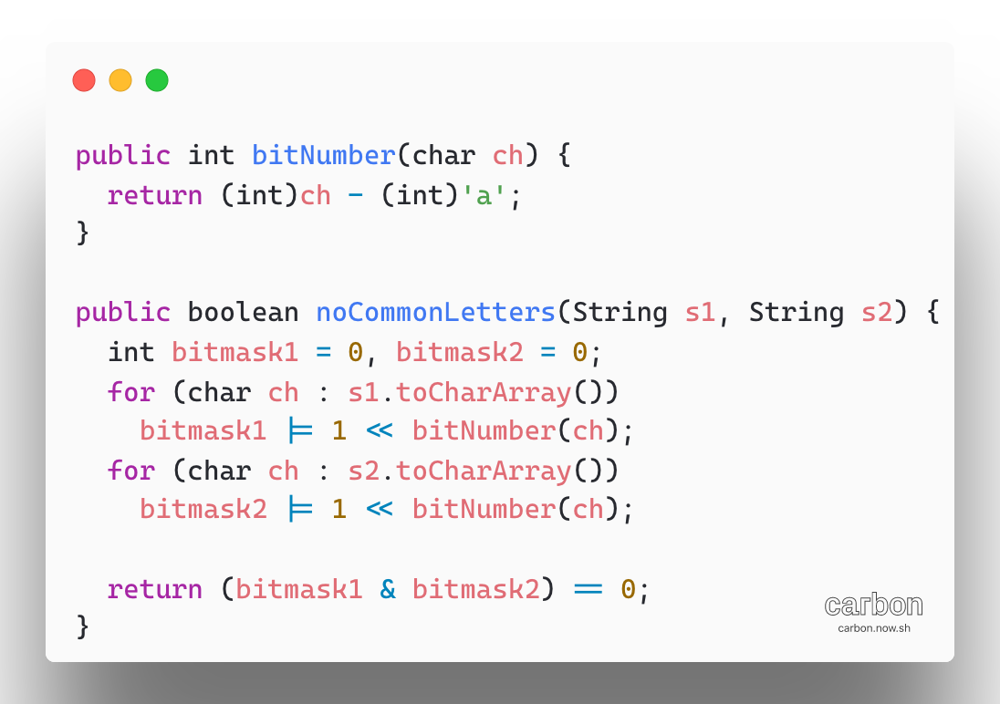 public int bitNumber(char ch) {
  return (int)ch - (int)'a';
}

public boolean noCommonLetters(String s1, String s2) {
  int bitmask1 = 0, bitmask2 = 0;
  for (char ch : s1.toCharArray())
    bitmask1 |= 1 << bitNumber(ch);
  for (char ch : s2.toCharArray())
    bitmask2 |= 1 << bitNumber(ch);

  return (bitmask1 & bitmask2) == 0;
}
carbon
carbon.now.sh